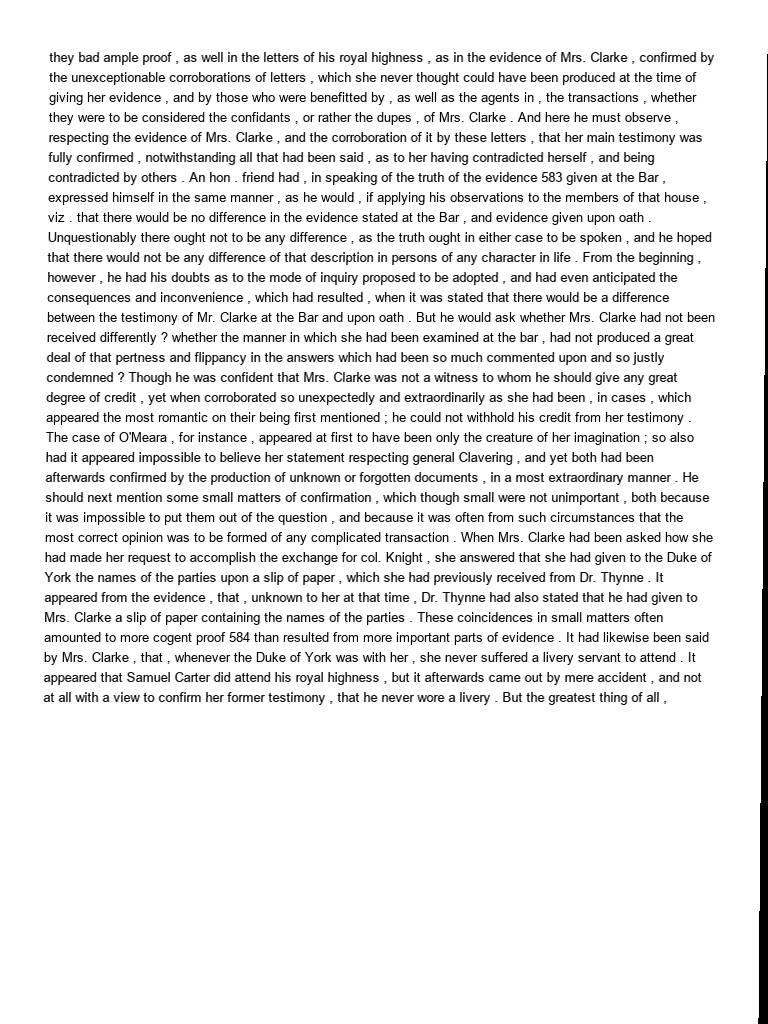 they bad ample proof , as well in the letters of his royal highness , as in the evidence of Mrs. Clarke , confirmed by
the unexceptionable corroborations of letters , which she never thought could have been produced at the time of
giving her evidence , and by those who were benefitted by , as well as the agents in , the transactions , whether
they were to be considered the confidants , or rather the dupes , of Mrs. Clarke . And here he must observe ,
respecting the evidence of Mrs. Clarke , and the corroboration of it by these letters , that her main testimony was
fully confirmed , notwithstanding all that had been said , as to her having contradicted herself , and being
contradicted by others . An hon . friend had , in speaking of the truth of the evidence 583 given at the Bar ,
expressed himself in the same manner , as he would , if applying his observations to the members of that house ,
viz . that there would be no difference in the evidence stated at the Bar , and evidence given upon oath .
Unquestionably there ought not to be any difference , as the truth ought in either case to be spoken , and he hoped
that there would not be any difference of that description in persons of any character in life . From the beginning ,
however , he had his doubts as to the mode of inquiry proposed to be adopted , and had even anticipated the
consequences and inconvenience , which had resulted , when it was stated that there would be a difference
between the testimony of Mr. Clarke at the Bar and upon oath . But he would ask whether Mrs. Clarke had not been
received differently ? whether the manner in which she had been examined at the bar , had not produced a great
deal of that pertness and flippancy in the answers which had been so much commented upon and so justly
condemned ? Though he was confident that Mrs. Clarke was not a witness to whom he should give any great
degree of credit , yet when corroborated so unexpectedly and extraordinarily as she had been , in cases , which
appeared the most romantic on their being first mentioned ; he could not withhold his credit from her testimony .
The case of O'Meara , for instance , appeared at first to have been only the creature of her imagination ; so also
had it appeared impossible to believe her statement respecting general Clavering , and yet both had been
afterwards confirmed by the production of unknown or forgotten documents , in a most extraordinary manner . He
should next mention some small matters of confirmation , which though small were not unimportant , both because
it was impossible to put them out of the question , and because it was often from such circumstances that the
most correct opinion was to be formed of any complicated transaction . When Mrs. Clarke had been asked how she
had made her request to accomplish the exchange for col. Knight , she answered that she had given to the Duke of
York the names of the parties upon a slip of paper , which she had previously received from Dr. Thynne . It
appeared from the evidence , that , unknown to her at that time , Dr. Thynne had also stated that he had given to
Mrs. Clarke a slip of paper containing the names of the parties . These coincidences in small matters often
amounted to more cogent proof 584 than resulted from more important parts of evidence . It had likewise been said
by Mrs. Clarke , that , whenever the Duke of York was with her , she never suffered a livery servant to attend . It
appeared that Samuel Carter did attend his royal highness , but it afterwards came out by mere accident , and not
at all with a view to confirm her former testimony , that he never wore a livery . But the greatest thing of all ,